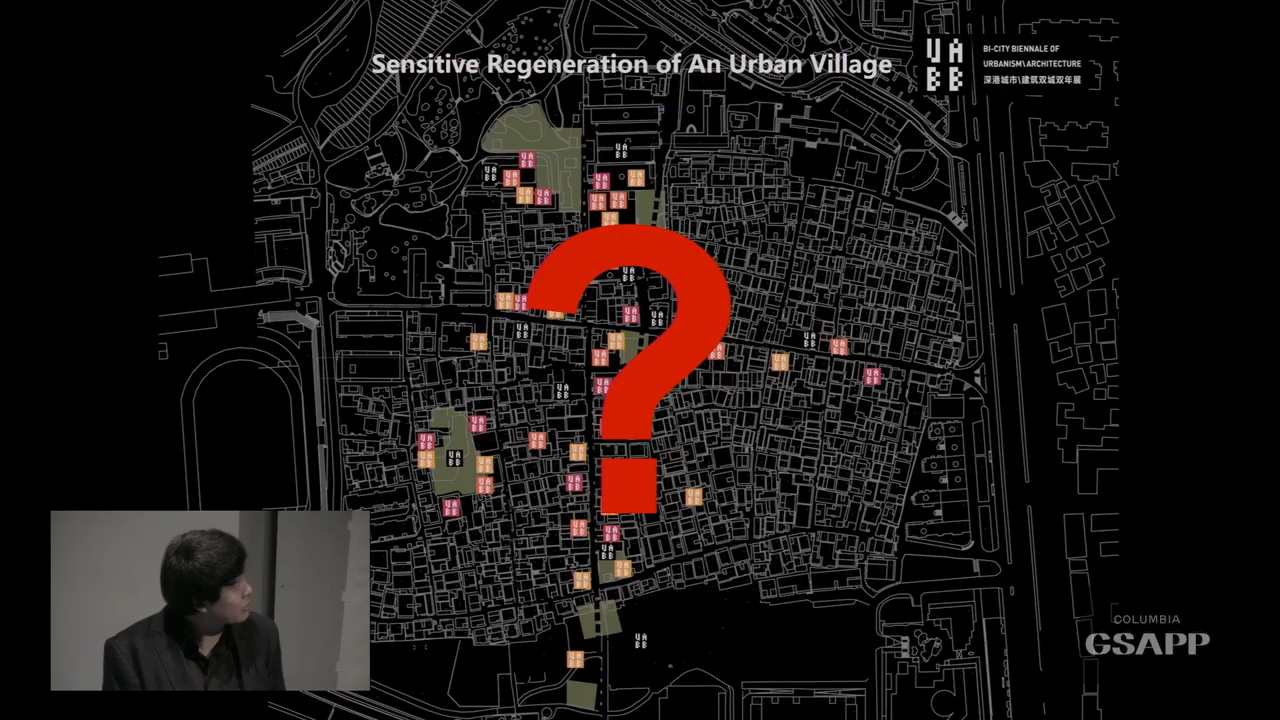 Sensitive Regeneration of An Urban Village
UA
BB
BI-CITY BIENNALE OF
URBANISM\ARCHITECTURE
深港城市\建筑双城双年展
?
COLUMBIA
GSAPP